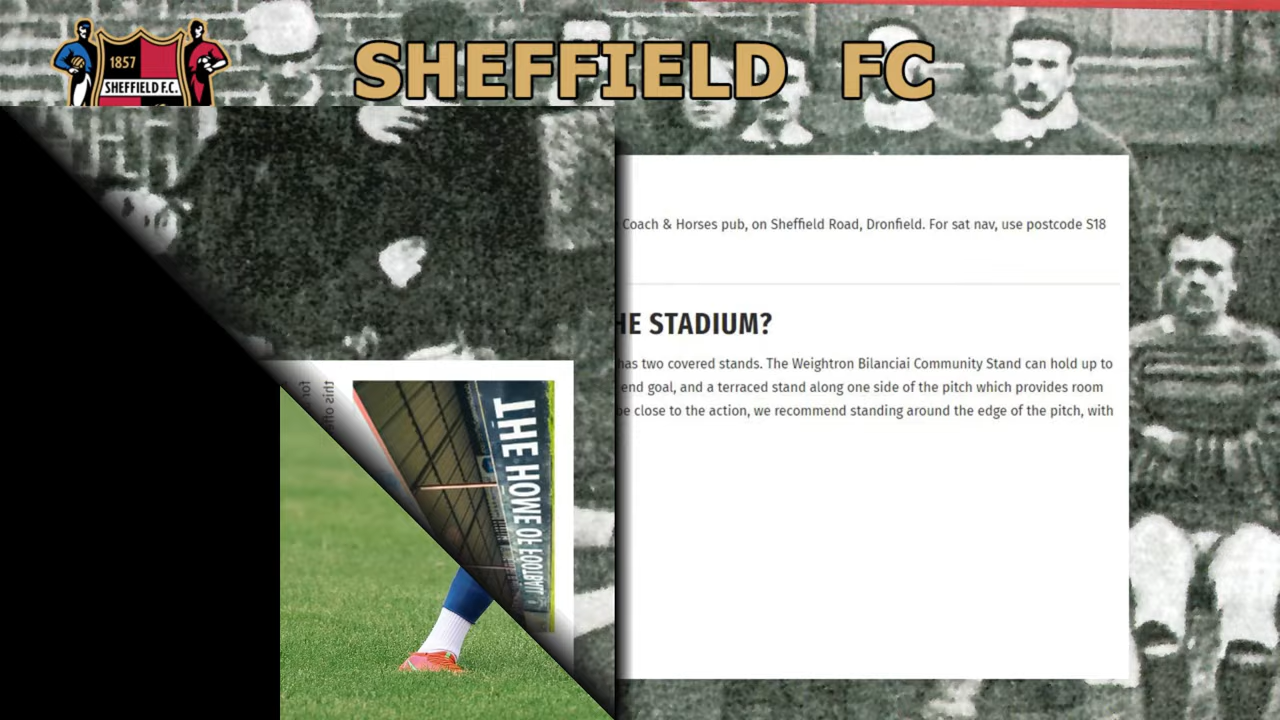 1857
SHEFFIELD F.C.
SHEFFIELD FC
Coach & Horses pub, on Sheffield Road, Dronfield. For sat nav, use postcode S18
HE STADIUM?
has two covered stands. The Weightron Bilanciai Community Stand can hold up to
end goal, and a terraced stand along one side of the pitch which provides room
be close to the action, we recommend standing around the edge of the pitch, with
for
this
THE HOME OF FOOTBALL